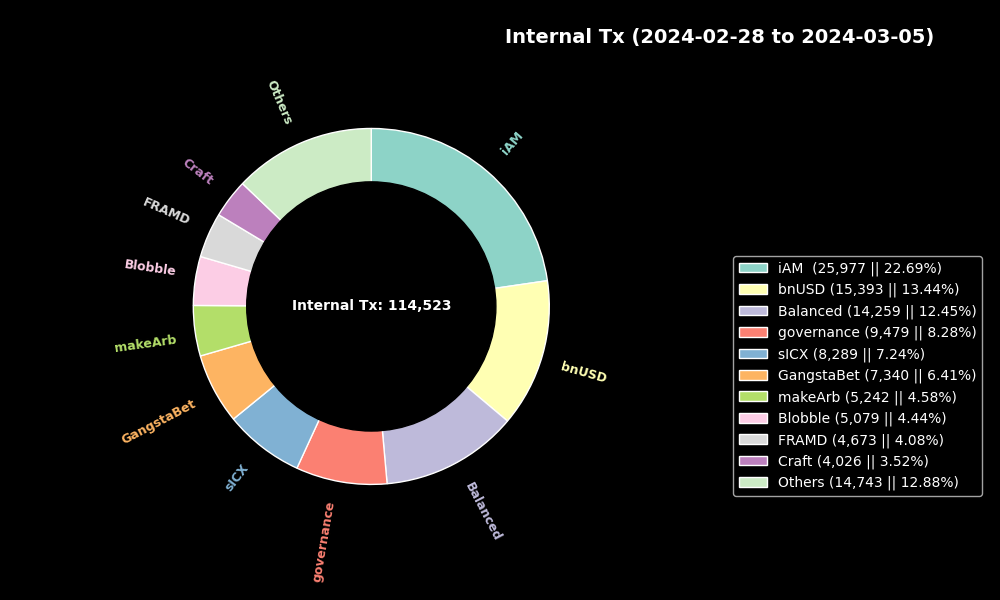 Internal Tx (2024-02-28 to 2024-03-05)
Others
iAM
Craft
FRAMD
Blobble
makeArb
GangstaBet
sICX
governance
Balanced
bnUSD
Internal Tx: 114,523
iAM  (25,977 || 22.69%)
bnUSD (15,393 || 13.44%)
Balanced (14,259 || 12.45%)
governance (9,479 || 8.28%)
sICX (8,289 || 7.24%)
GangstaBet (7,340 || 6.41%)
makeArb (5,242 || 4.58%)
Blobble (5,079 || 4.44%)
FRAMD (4,673 || 4.08%)
Craft (4,026 || 3.52%)
Others (14,743 || 12.88%)